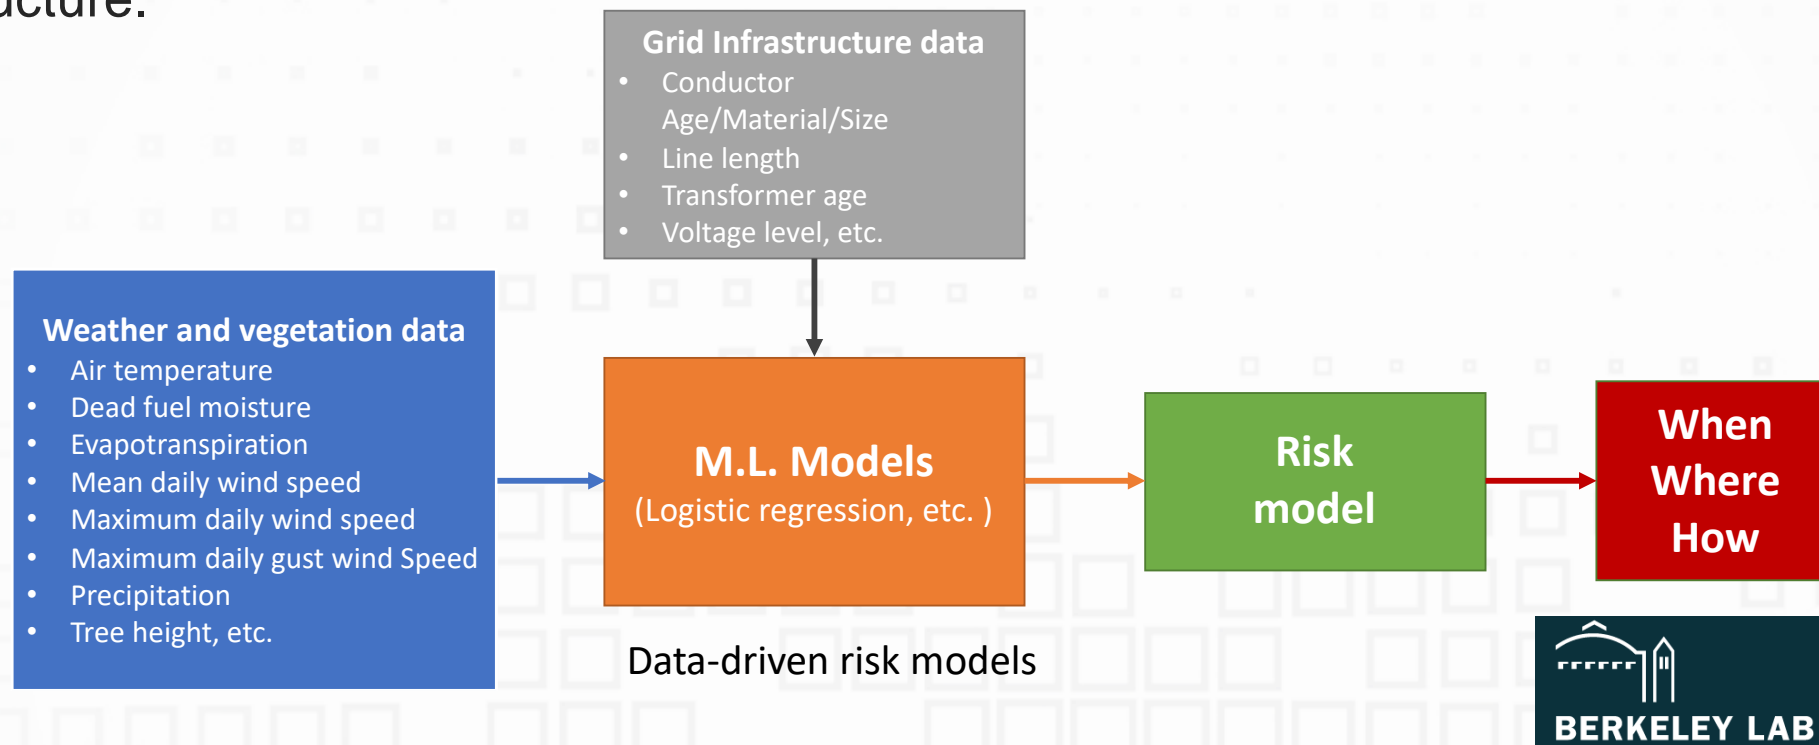 Grid Infrastructure data
• Conductor
Age/Material/Size
• Line length
• Transformer age
• Voltage level, etc.
Weather and vegetation data
• Air temperature
• Dead fuel moisture
• Evapotranspiration
• Mean daily wind speed
• Maximum daily wind speed
• Maximum daily gust wind Speed
• Precipitation
• Tree height, etc.
M.L. Models
(Logistic regression, etc. )
Risk
model
When
Where
How
Data-driven risk models
BERKELEY LAB